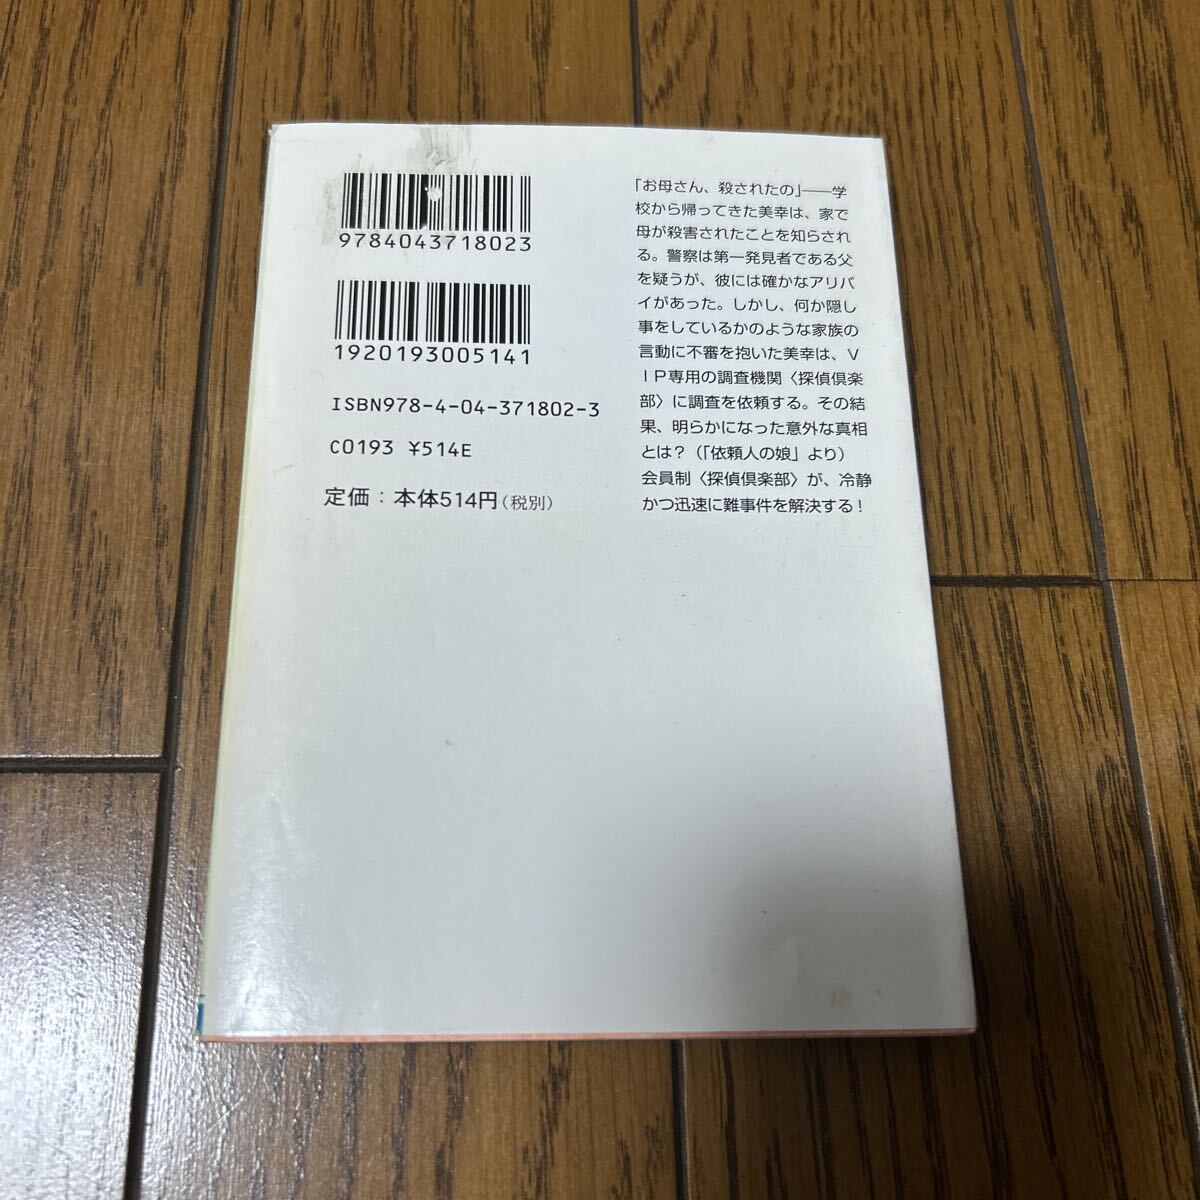 9784043718023
1920193005141
ISBN978-4-04-371802-3
C0193 ¥514E
定価：本体514円（税別）
「お母さん、殺されたの」――学
校から帰ってきた美幸は、家で
母が殺害されたことを知らされ
る。警察は第一発見者である父
を疑うが、彼には確かなアリバ
イがあった。しかし、何か隠し
事をしているかのような家族の
言動に不審を抱いた美幸は、Ｖ
ＩＰ専用の調査機関〈探偵倶楽
部〉に調査を依頼する。その結
果、明らかになった意外な真相
とは？（「依頼人の娘」より）
会員制〈探偵倶楽部〉が、冷静
かつ迅速に難事件を解決する！